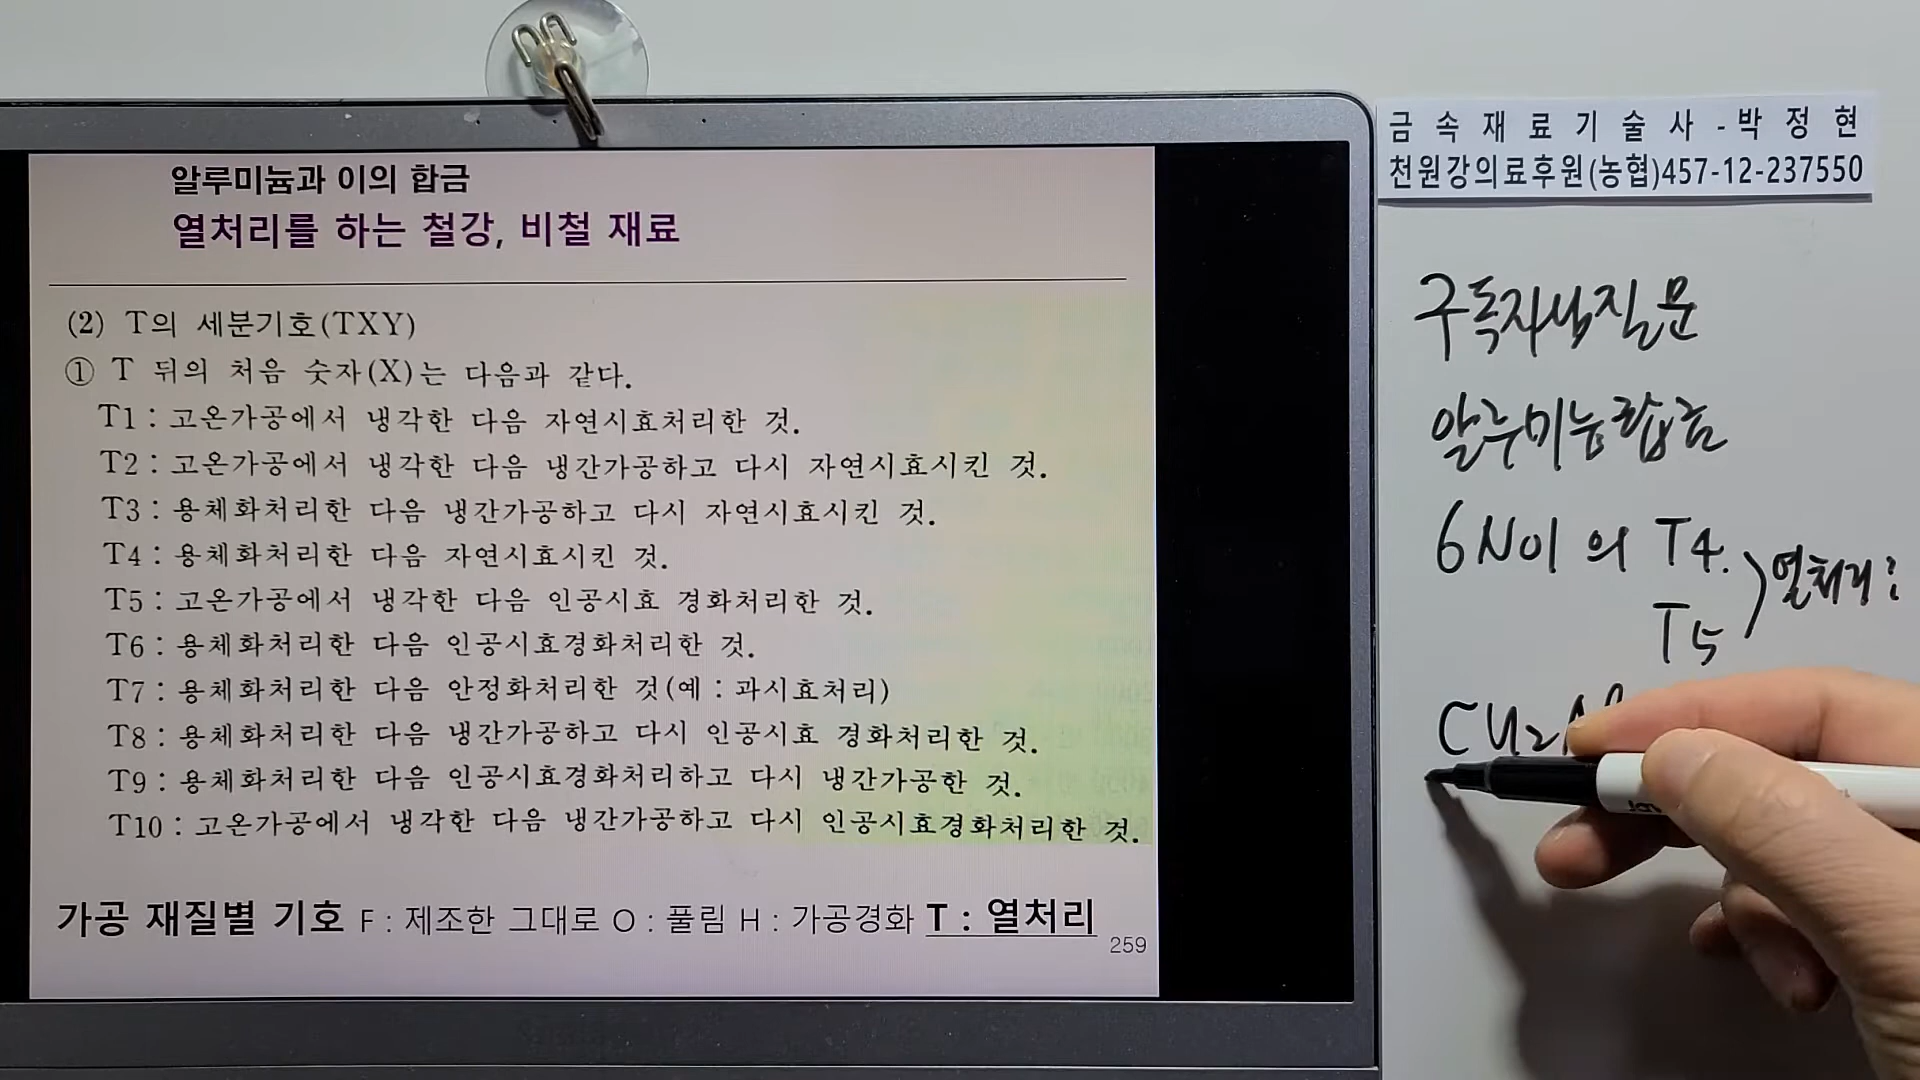 알루미늄과 이의 합금
열처리를 하는 철강, 비철 재료
(2) T의 세분기호(TXY)
① T 뒤의 처음 숫자(X)는 다음과 같다.
T1 : 고온가공에서 냉각한 다음 자연시효처리한 것.
T2 : 고온가공에서 냉각한 다음 냉간가공하고 다시 자연시효시킨 것.
T3 : 용체화처리한 다음 냉간가공하고 다시 자연시효시킨 것.
T4 : 용체화처리한 다음 자연시효시킨 것.
T5 : 고온가공에서 냉각한 다음 인공시효 경화처리한 것.
T6 : 용체화처리한 다음 인공시효경화처리한 것.
T7 : 용체화처리한 다음 안정화처리한 것(예 : 과시효처리)
T8 : 용체화처리한 다음 냉간가공하고 다시 인공시효 경화처리한 것.
T9 : 용체화처리한 다음 인공시효경화처리하고 다시 냉간가공한 것.
T10 : 고온가공에서 냉각한 다음 냉간가공하고 다시 인공시효경화처리한 것.
가공 재질별 기호 F : 제조한 그대로 O : 풀림 H : 가공경화 T : 열처리
259
금속재료기술사-박정현
천원강의료후원(농협)457-12-237550
구독자님질문
알루미늄합금
6N01 의 T4.
T5
열처리?
CU2Al